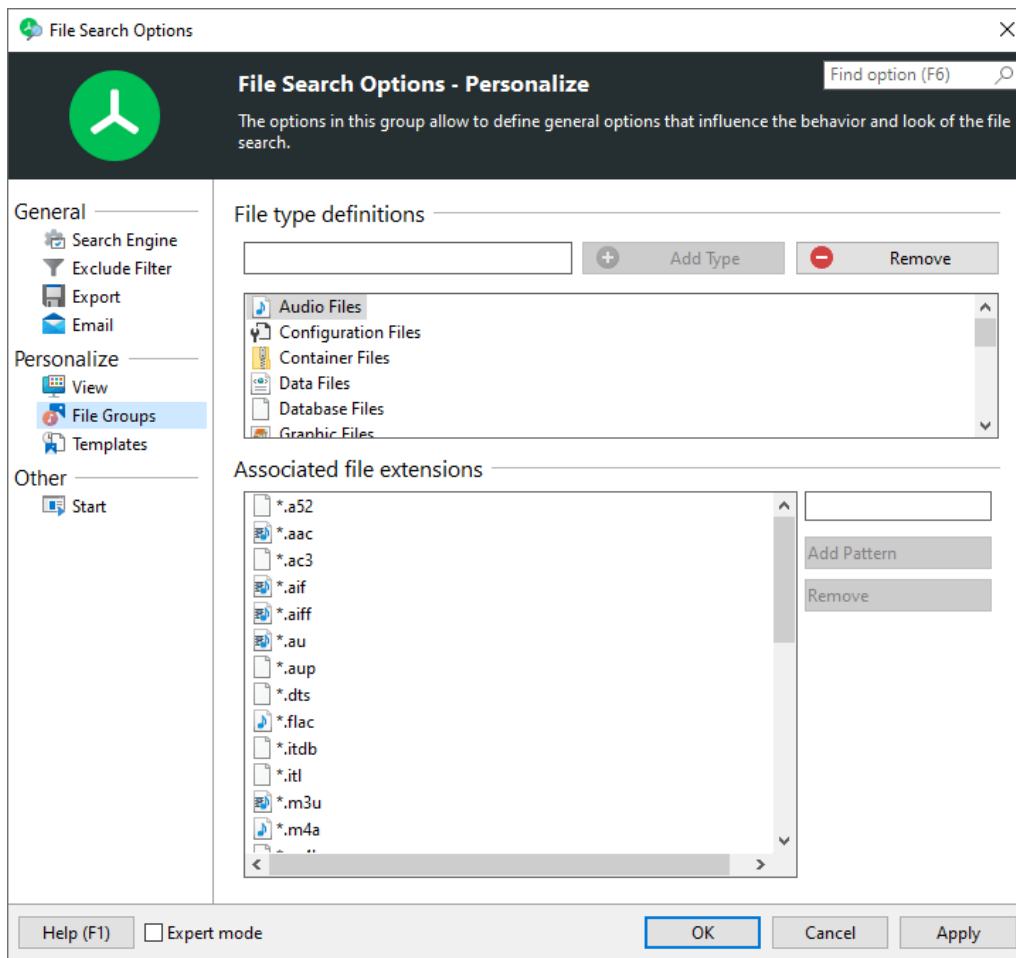 File Search Options
File Search Options - Personalize
Find option (F6)
The options in this group allow to define general options that influence the behavior and look of the file
search.
General
Search Engine
Exclude Filter
Export
Email
Personalize
View
File Groups
Templates
Other
Start
File type definitions
Add Type
Remove
Audio Files
Configuration Files
Container Files
Data Files
Database Files
Graphic Files
Associated file extensions
*.a52
*.aac
*.ac3
*.aif
*.aiff
*.au
*.aup
*.dts
*.flac
*.itdb
*.itl
*.m3u
*.m4a
Add Pattern
Remove
Help (F1)
Expert mode
OK
Cancel
Apply